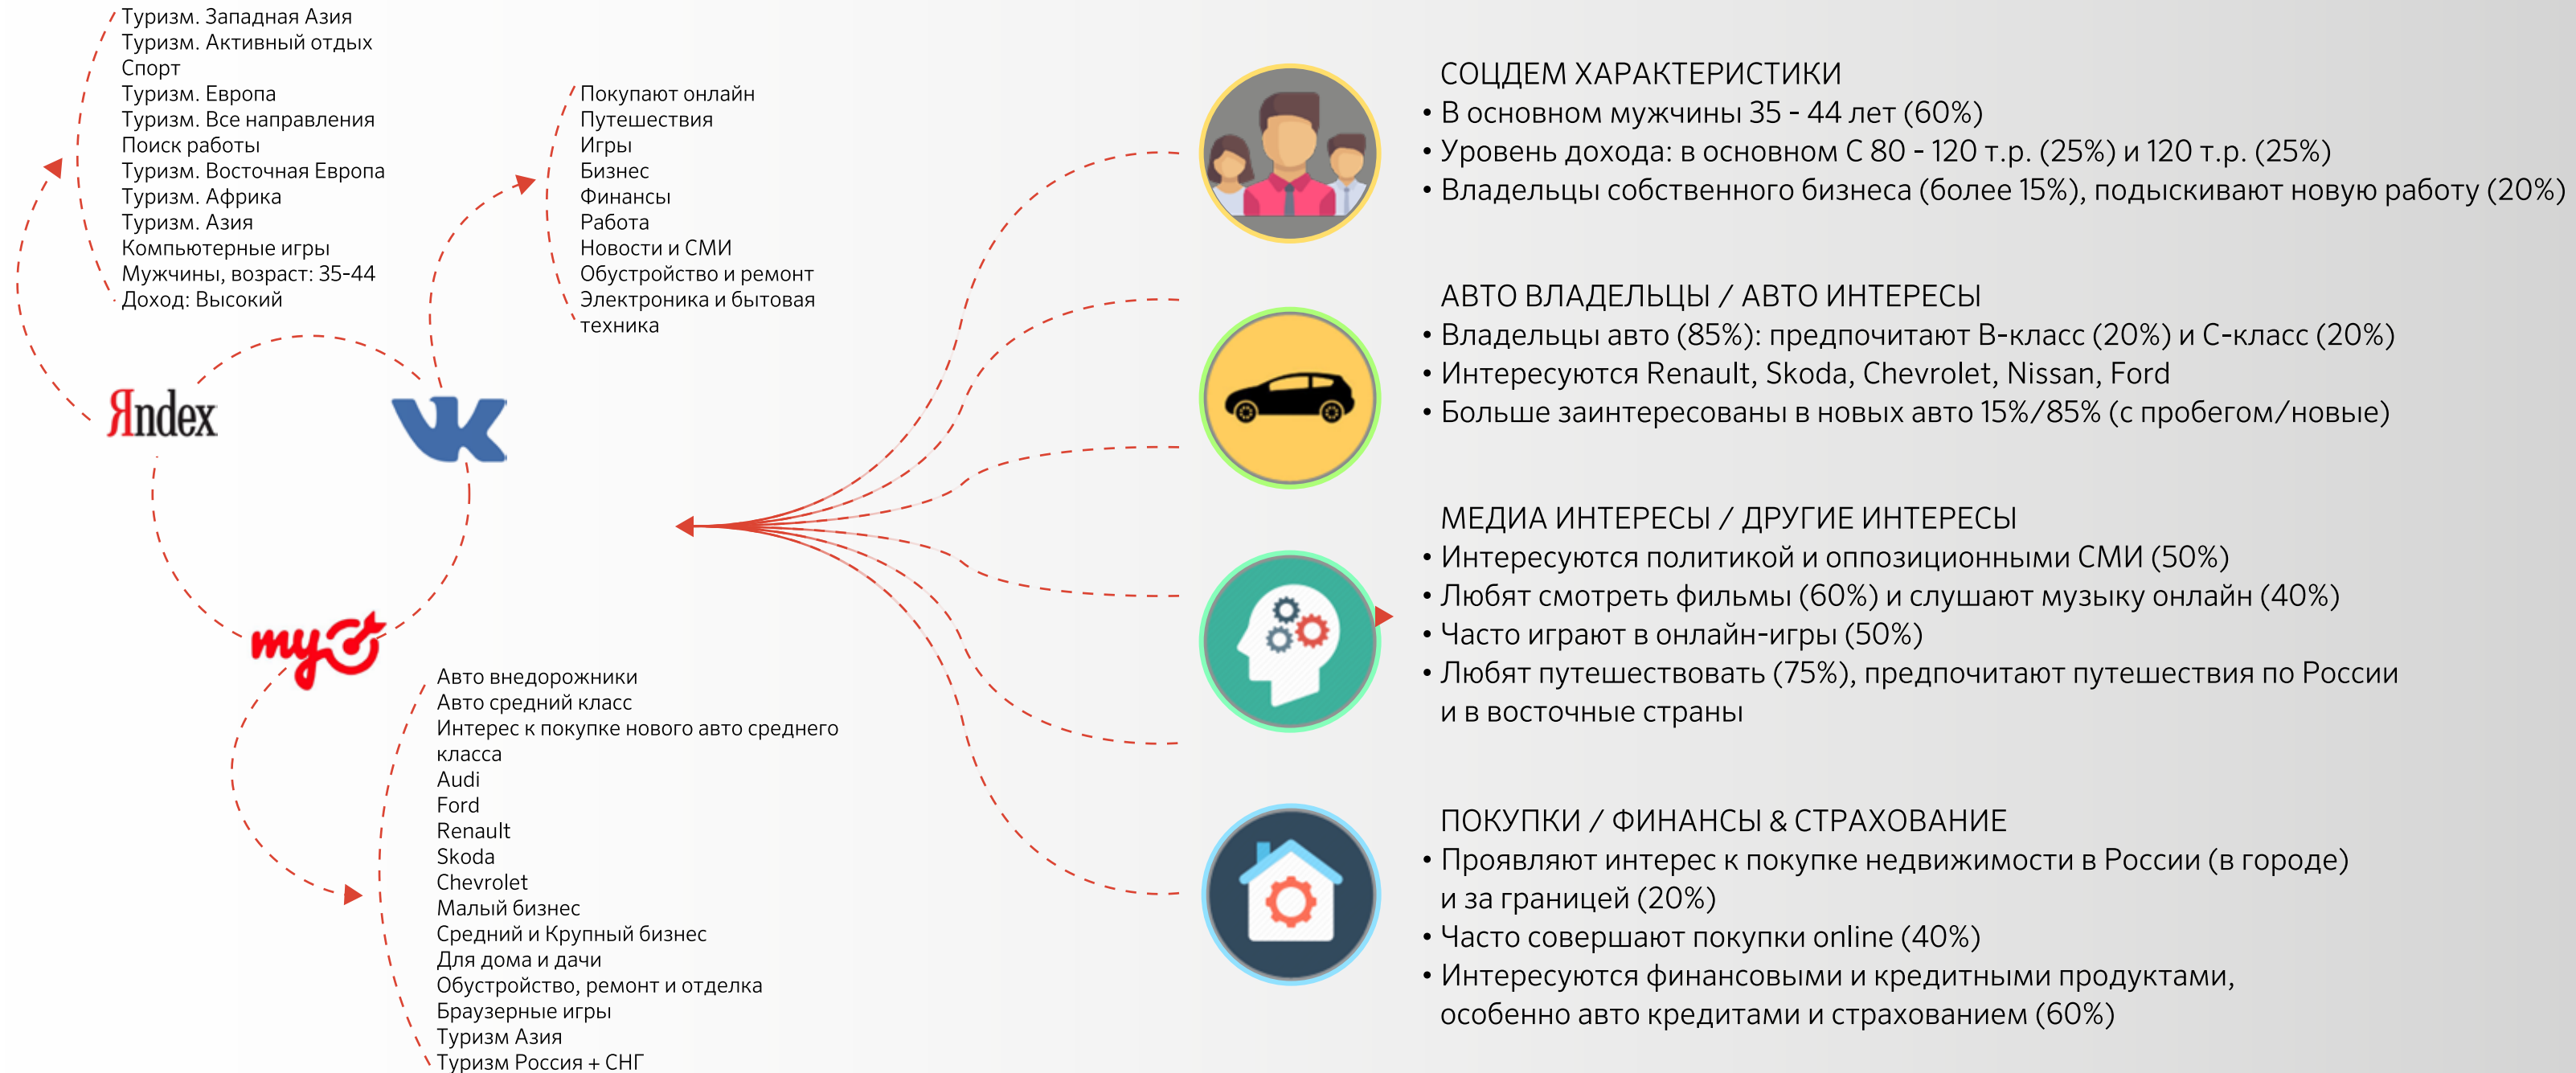 Туризм. Западная Азия
Туризм. Активный отдых
Спорт
Туризм. Европа
Туризм. Все направления
Поиск работы
Туризм. Восточная Европа
Туризм. Африка
Туризм. Азия
Компьютерные игры
Мужчины, возраст: 35-44
Доход: Высокий
Покупают онлайн
Путешествия
Игры
Бизнес
Финансы
Работа
Новости и СМИ
Обустройство и ремонт
Электроника и бытовая
техника
Яndex
VK
my
Авто внедорожники
Авто средний класс
Интерес к покупке нового авто среднего
класса
Audi
Ford
Renault
Skoda
Chevrolet
Малый бизнес
Средний и Крупный бизнес
Для дома и дачи
Обустройство, ремонт и отделка
Браузерные игры
Туризм Азия
Туризм Россия + СНГ
СОЦДЕМ ХАРАКТЕРИСТИКИ
• В основном мужчины 35 - 44 лет (60%)
• Уровень дохода: в основном С 80 - 120 т.р. (25%) и 120 т.р. (25%)
• Владельцы собственного бизнеса (более 15%), подыскивают новую работу (20%)
АВТО ВЛАДЕЛЬЦЫ / АВТО ИНТЕРЕСЫ
• Владельцы авто (85%): предпочитают B-класс (20%) и С-класс (20%)
• Интересуются Renault, Skoda, Chevrolet, Nissan, Ford
• Больше заинтересованы в новых авто 15%/85% (с пробегом/новые)
МЕДИА ИНТЕРЕСЫ / ДРУГИЕ ИНТЕРЕСЫ
• Интересуются политикой и оппозиционными СМИ (50%)
• Любят смотреть фильмы (60%) и слушают музыку онлайн (40%)
• Часто играют в онлайн-игры (50%)
• Любят путешествовать (75%), предпочитают путешествия по России
и в восточные страны
ПОКУПКИ / ФИНАНСЫ & СТРАХОВАНИЕ
• Проявляют интерес к покупке недвижимости в России (в городе)
и за границей (20%)
• Часто совершают покупки online (40%)
• Интересуются финансовыми и кредитными продуктами,
особенно авто кредитами и страхованием (60%)